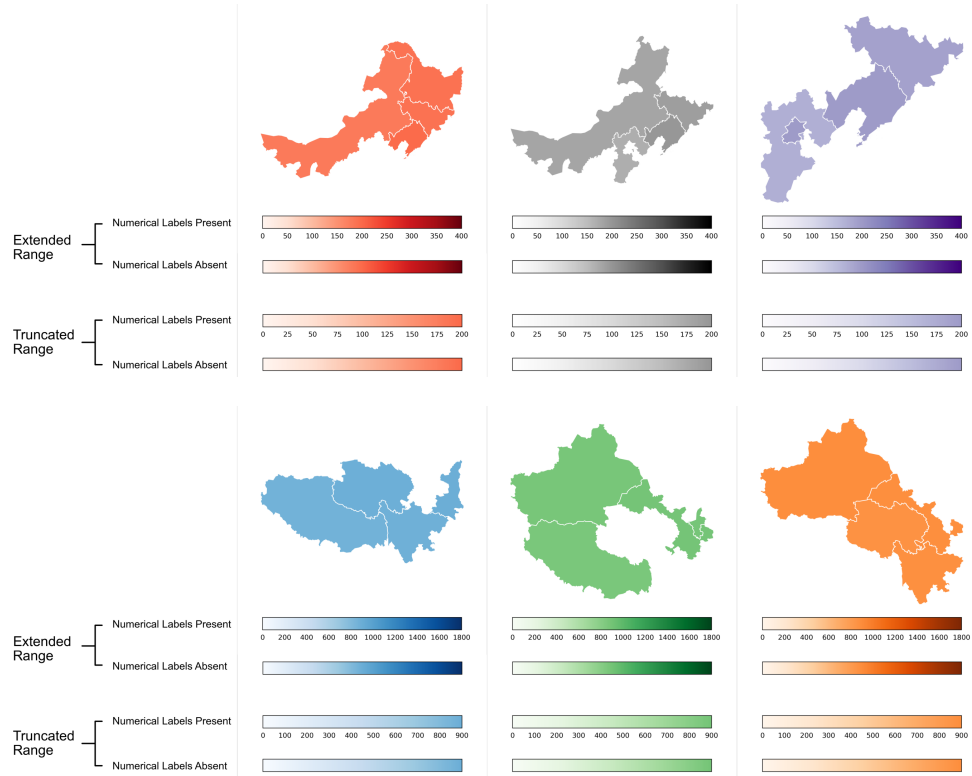 Extended
Range
Numerical Labels Present
0 50 100 150 200 250 300 350 400
0 50 100 150 200 250 300 350 400
0 50 100 150 200 250 300 350 400
Numerical Labels Absent
Truncated
Range
Numerical Labels Present
0 25 50 75 100 125 150 175 200
0 25 50 75 100 125 150 175 200
0 25 50 75 100 125 150 175 200
Numerical Labels Absent
Extended
Range
Numerical Labels Present
0 200 400 600 800 1000 1200 1400 1600 1800
0 200 400 600 800 1000 1200 1400 1600 1800
0 200 400 600 800 1000 1200 1400 1600 1800
Numerical Labels Absent
Truncated
Range
Numerical Labels Present
0 100 200 300 400 500 600 700 800 900
0 100 200 300 400 500 600 700 800 900
0 100 200 300 400 500 600 700 800 900
Numerical Labels Absent